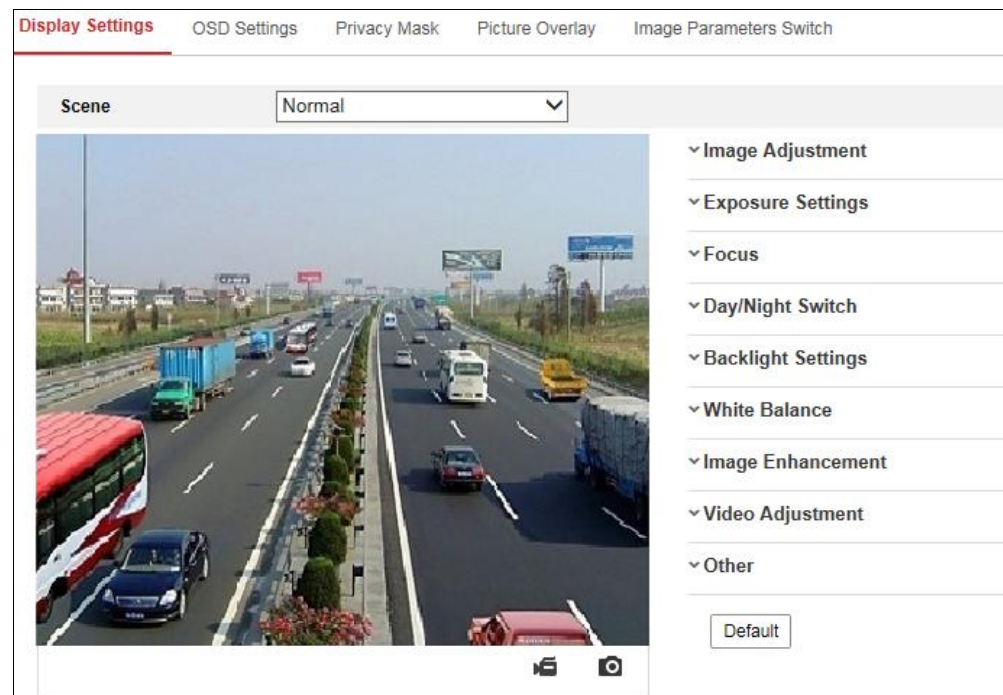 Display Settings OSD Settings Privacy Mask Picture Overlay Image Parameters Switch
Scene Normal
Image Adjustment
Exposure Settings
Focus
Day/Night Switch
Backlight Settings
White Balance
Image Enhancement
Video Adjustment
Other
Default